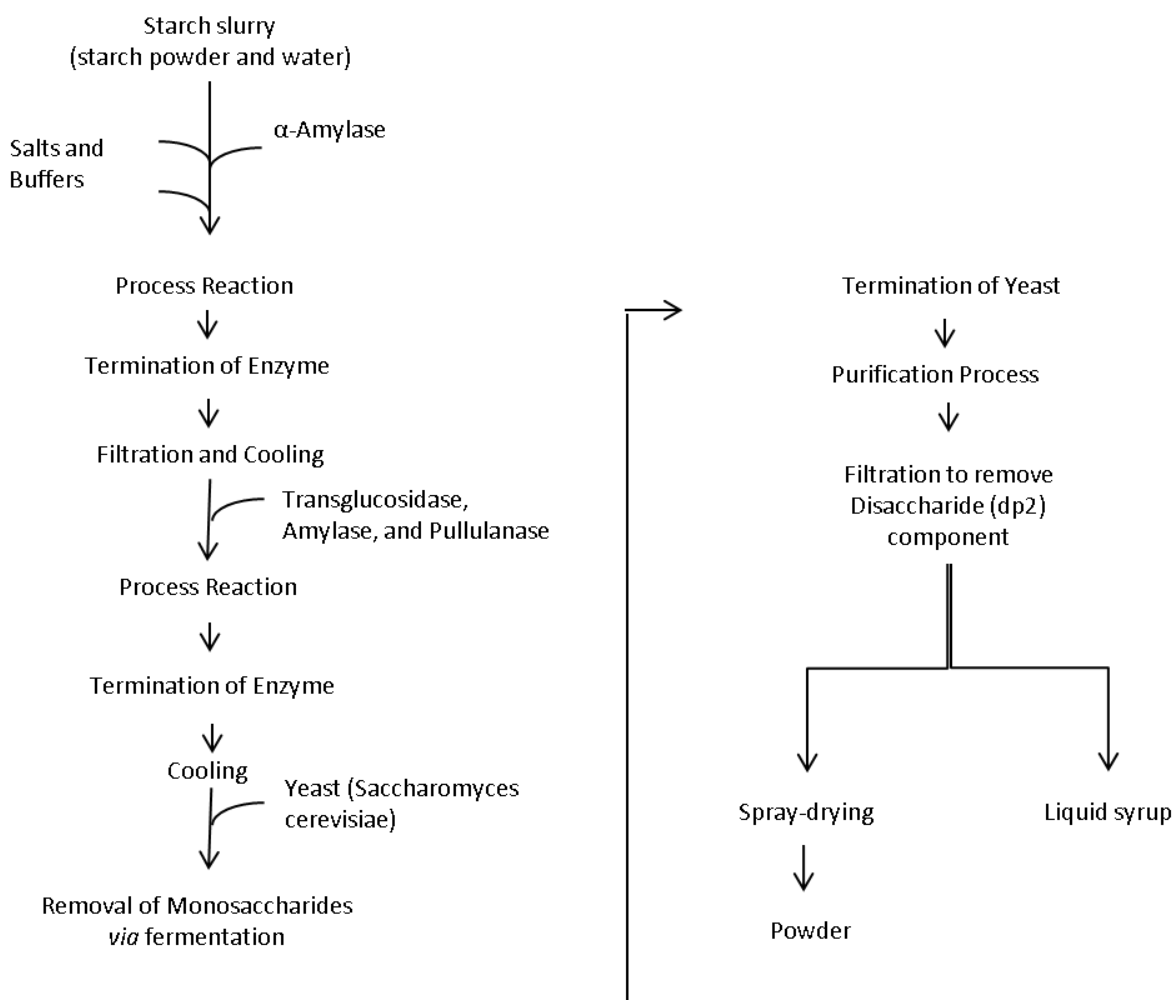 Starch slurry
(starch powder and water)
α-Amylase
Salts and
Buffers
Process Reaction
Termination of Enzyme
Filtration and Cooling
Transglucosidase,
Amylase, and Pullulanase
Process Reaction
Termination of Enzyme
Cooling
Yeast (Saccharomyces
cerevisiae)
Removal of Monosaccharides
via fermentation
Termination of Yeast
Purification Process
Filtration to remove
Disaccharide (dp2)
component
Spray-drying
Liquid syrup
Powder